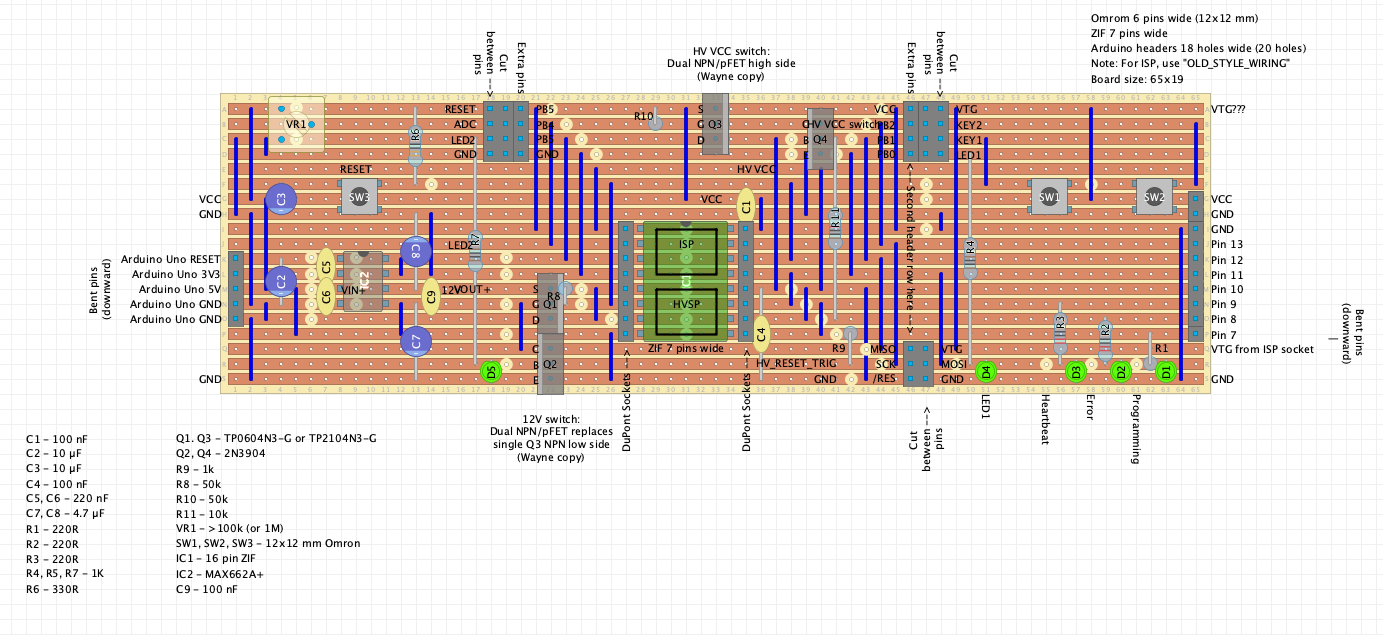 Omrom 6 pins wide (12x12 mm)
ZIF 7 pins wide
Arduino headers 18 holes wide (20 holes)
Note: For ISP, use "OLD_STYLE_WIRING"
Board size: 65x19
HV VCC switch:
Dual NPN/pFET high side
(Wayne copy)
Cut
between -->
pins
Extra pins
Extra pins
Cut
between -->
pins
RESET
ADC
LED2
GND
PB5
PB4
PB3
GND
VR1
R6
R10
S
G
D
Q3
HV VCC switch
C
B
E
Q4
VCC
PB2
PB1
PB0
VTG
KEY2
KEY1
LED1
VTG???
RESET
SW3
C3
VCC
GND
HV VCC
VCC
C1
R11
<--Second header row here -->
SW1
SW2
VCC
GND
Pin 13
Pin 12
Pin 11
Pin 10
Pin 9
Pin 8
Pin 7
VTG from ISP socket
GND
LED2
R7
C8
R4
ISP
HVSP
IC1
ZIF 7 pins wide
Arduino Uno RESET
Arduino Uno 3V3
Arduino Uno 5V
Arduino Uno GND
Arduino Uno GND
Bent pins
(downward)
C2
C5
C6
IC2
VIN+
C9
12VOUT+
C7
S
G
D
Q1
R8
C
B
E
Q2
C4
R9
R3
R2
R1
HV_RESET_TRIG
GND
MISO
SCK
/RES
VTG
MOSI
GND
GND
D5
D4
D3
D2
D1
Bent pins
(downward)
DuPont Sockets -->
DuPont Sockets -->
Cut
between -->
pins
LED1
Heartbeat
Error
Programming
12V switch:
Dual NPN/pFET replaces
single Q3 NPN low side
(Wayne copy)
C1 - 100 nF
C2 - 10 µF
C3 - 10 µF
C4 - 100 nF
C5, C6 - 220 nF
C7, C8 - 4.7 µF
R1 - 220R
R2 - 220R
R3 - 220R
R4, R5, R7 - 1K
R6 - 330R
Q1. Q3 - TP0604N3-G or TP2104N3-G
Q2, Q4 - 2N3904
R9 - 1k
R8 - 50k
R10 - 50k
R11 - 10k
VR1 - >100k (or 1M)
SW1, SW2, SW3 - 12x12 mm Omron
IC1 - 16 pin ZIF
IC2 - MAX662A+
C9 - 100 nF